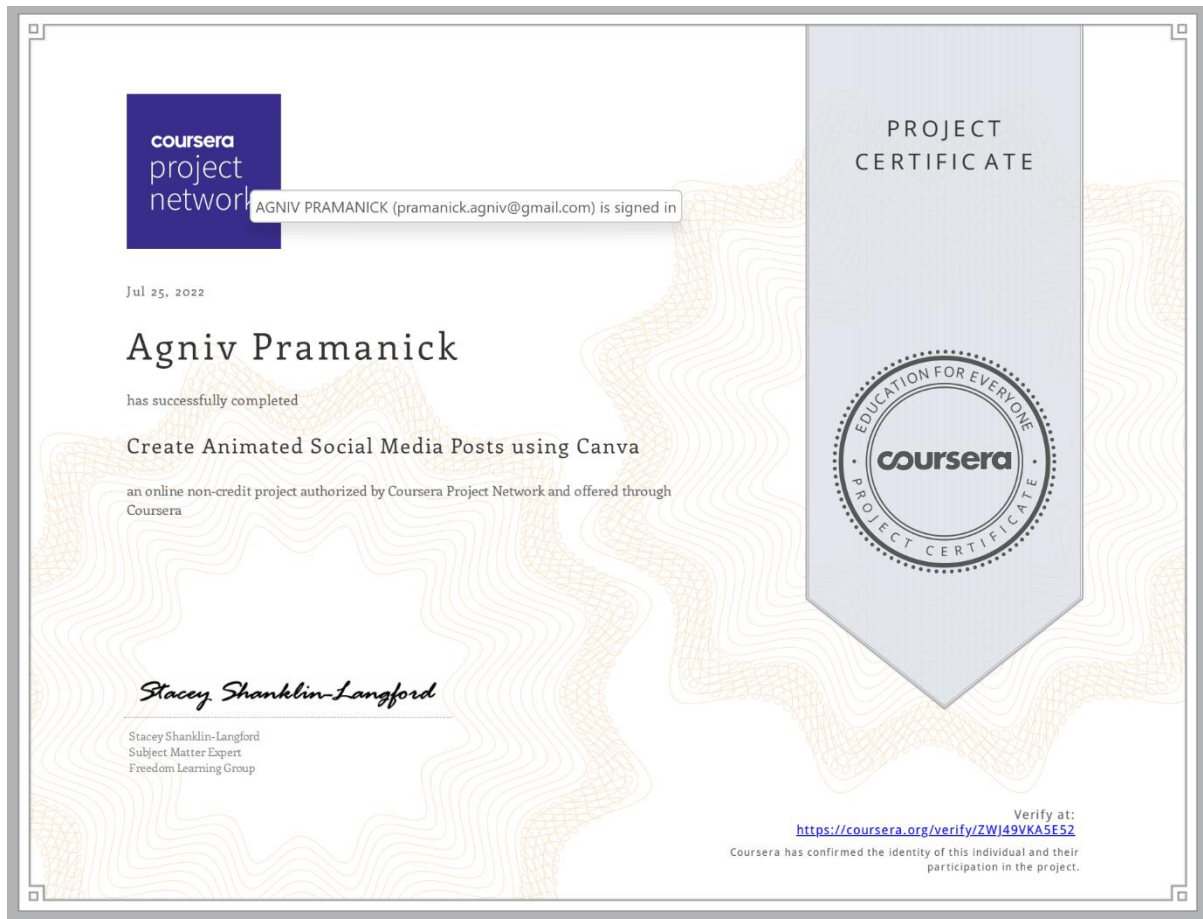 coursera
project
network
AGNIV PRAMANICK (pramanick.agniv@gmail.com) is signed in
PROJECT
CERTIFICATE
Jul 25, 2022
Agniv Pramanick
has successfully completed
Create Animated Social Media Posts using Canva
an online non-credit project authorized by Coursera Project Network and offered through
Coursera
EDUCATION FOR EVERYONE
coursera
PROJECT CERTIFICATE
Stacey Shanklin-Langford
Stacey Shanklin-Langford
Subject Matter Expert
Freedom Learning Group
Verify at:
https://coursera.org/verify/ZWJ49VKA5E52
Coursera has confirmed the identity of this individual and their
participation in the project.